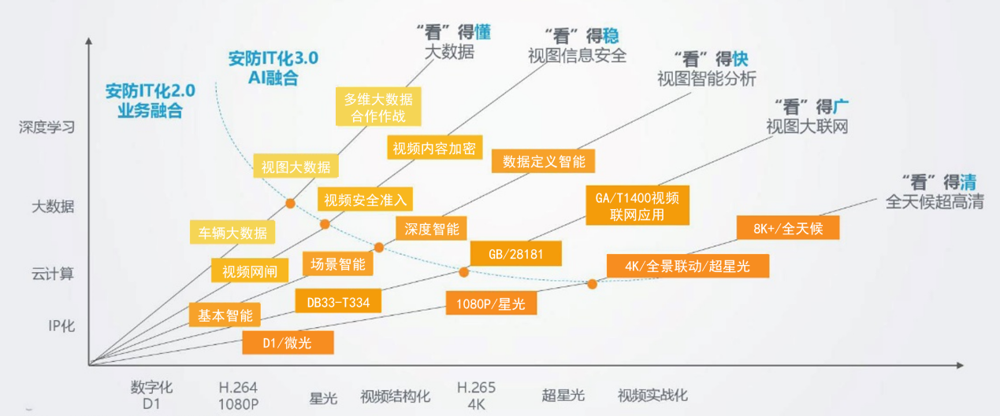 “看”得懂
大数据
“看”得稳
视图信息安全
“看”得快
视图智能分析
“看”得广
视图大联网
“看”得清
全天候超高清
安防IT化2.0
业务融合
安防IT化3.0
AI融合
深度学习
大数据
云计算
IP化
多维大数据
合作作战
视图大数据
车辆大数据
视频内容加密
视频安全准入
视频网闸
数据定义智能
深度智能
场景智能
基本智能
GA/T1400视频
联网应用
GB/28181
DB33-T334
8K+/全天候
4K/全景联动/超星光
1080P/星光
D1/微光
数字化
D1
H.264
1080P
星光
视频结构化
H.265
4K
超星光
视频实战化